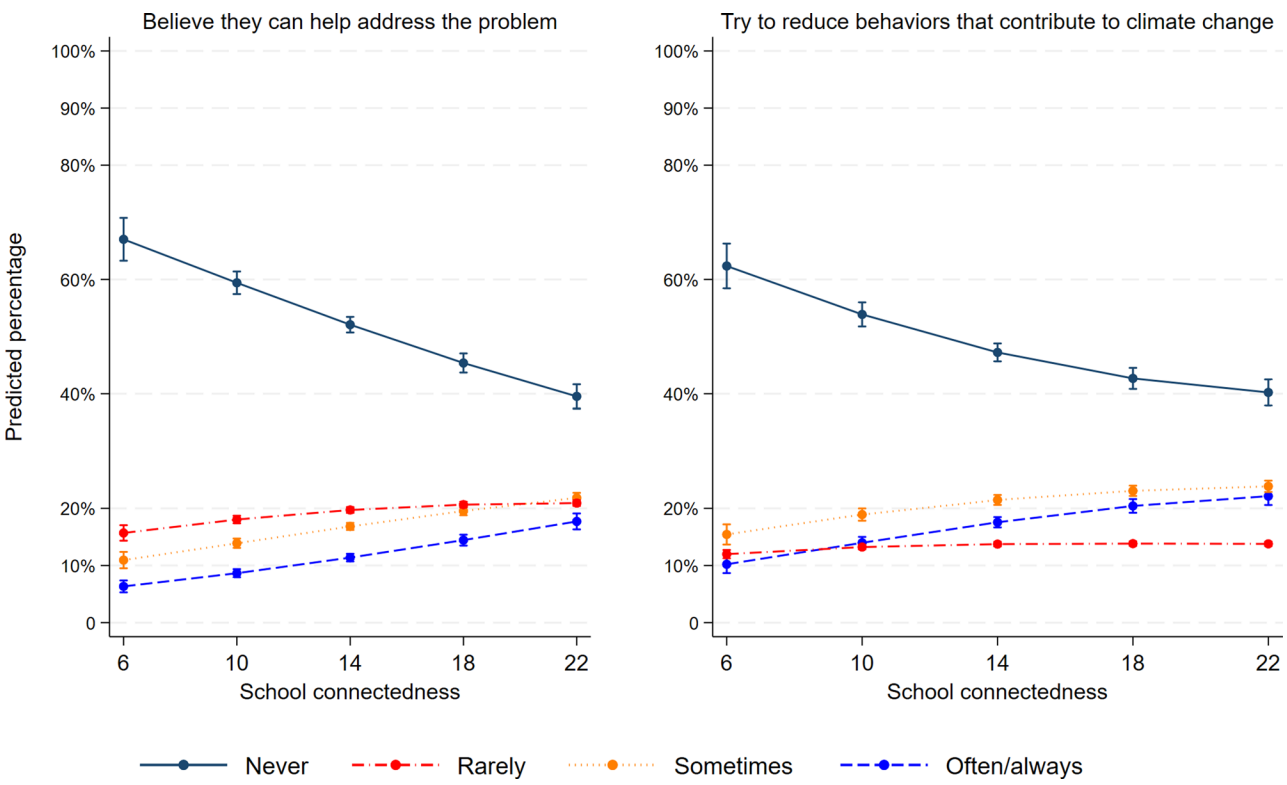 Believe they can help address the problem
Try to reduce behaviors that contribute to climate change
Predicted percentage
100%
90%
80%
60%
40%
20%
10%
0
6 10 14 18 22
School connectedness
100%
90%
80%
60%
40%
20%
10%
0
6 10 14 18 22
School connectedness
Never Rarely Sometimes Often/always